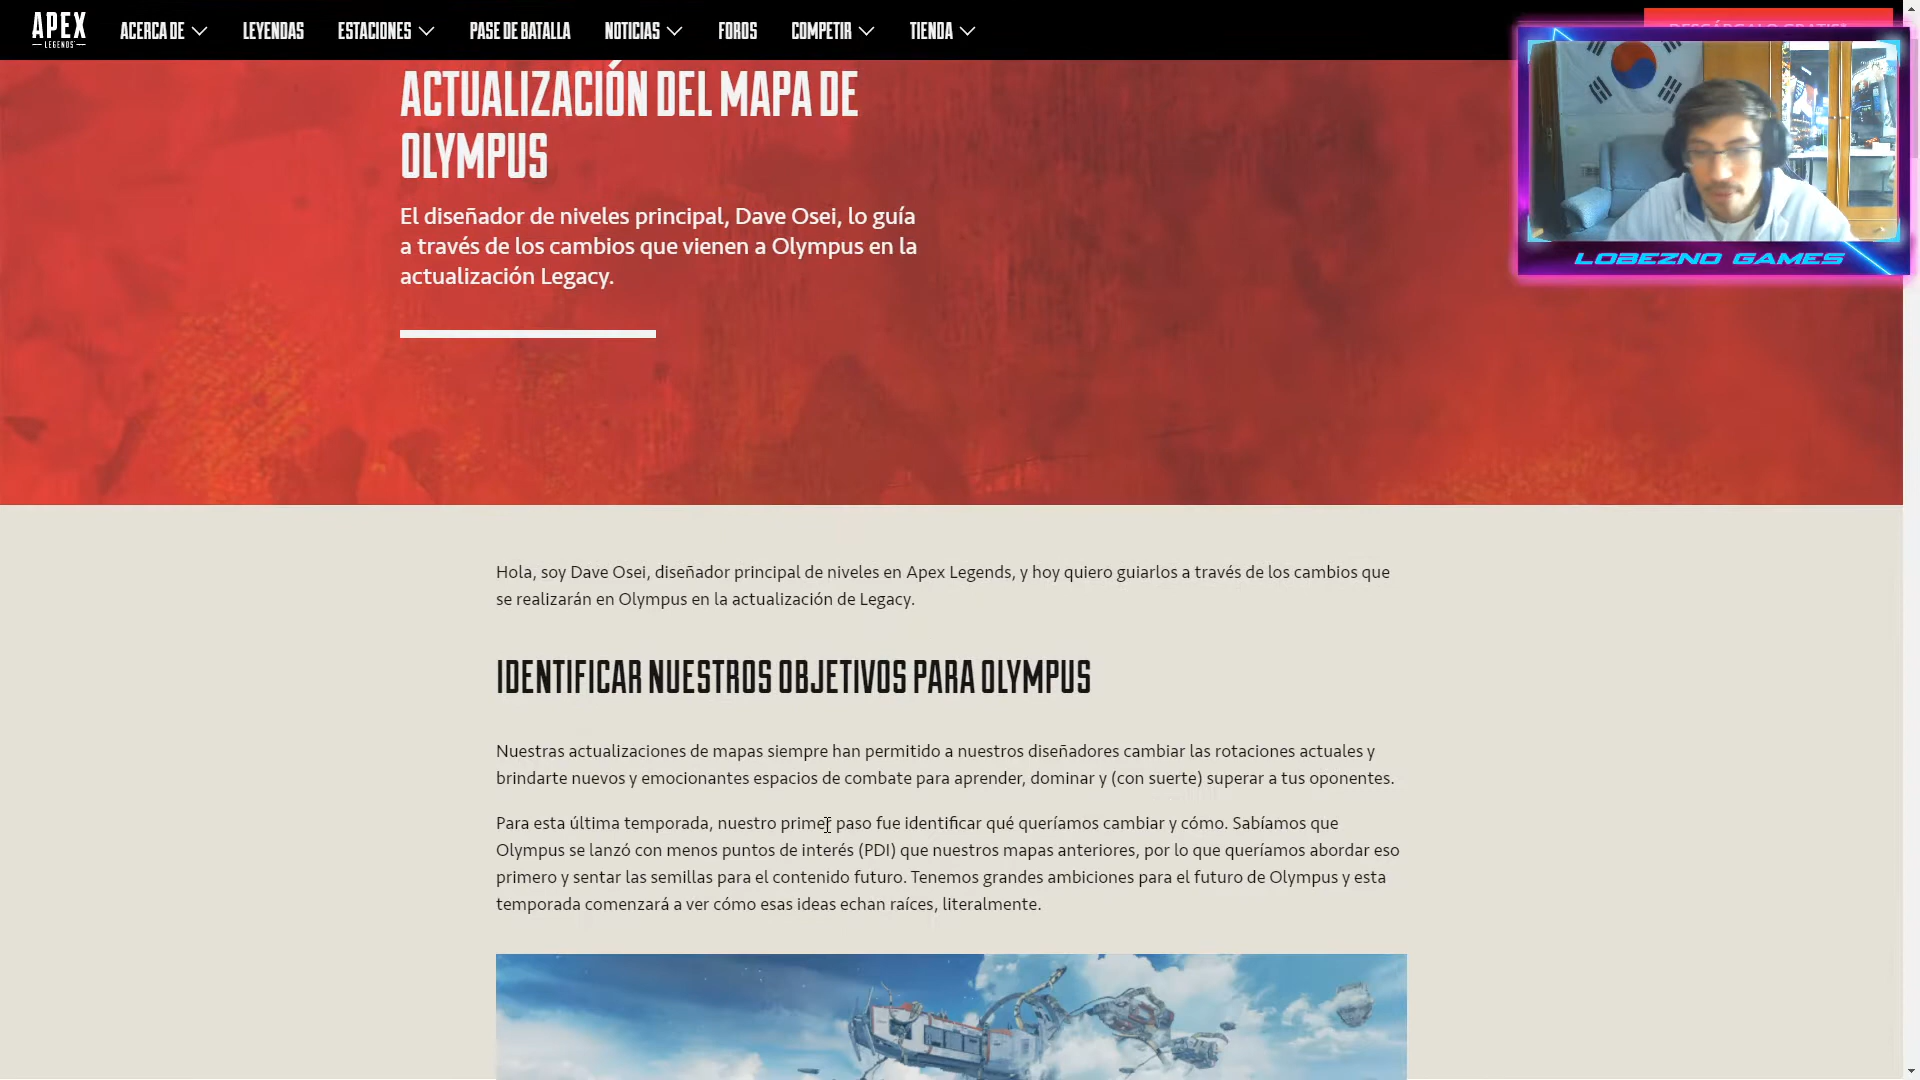 APEX
LEGENDS
ACERCA DE
LEYENDAS
ESTACIONES
PASE DE BATALLA
NOTICIAS
FOROS
COMPETIR
TIENDA
DESCÁRGALO GRATIS*
ACTUALIZACIÓN DEL MAPA DE
OLYMPUS
El diseñador de niveles principal, Dave Osei, lo guía
a través de los cambios que vienen a Olympus en la
actualización Legacy.
LOBEZNO GAMES
Hola, soy Dave Osei, diseñador principal de niveles en Apex Legends, y hoy quiero guiarlos a través de los cambios que
se realizarán en Olympus en la actualización de Legacy.
IDENTIFICAR NUESTROS OBJETIVOS PARA OLYMPUS
Nuestras actualizaciones de mapas siempre han permitido a nuestros diseñadores cambiar las rotaciones actuales y
brindarte nuevos y emocionantes espacios de combate para aprender, dominar y (con suerte) superar a tus oponentes.
Para esta última temporada, nuestro primer paso fue identificar qué queríamos cambiar y cómo. Sabíamos que
Olympus se lanzó con menos puntos de interés (PDI) que nuestros mapas anteriores, por lo que queríamos abordar eso
primero y sentar las semillas para el contenido futuro. Tenemos grandes ambiciones para el futuro de Olympus y esta
temporada comenzará a ver cómo esas ideas echan raíces, literalmente.